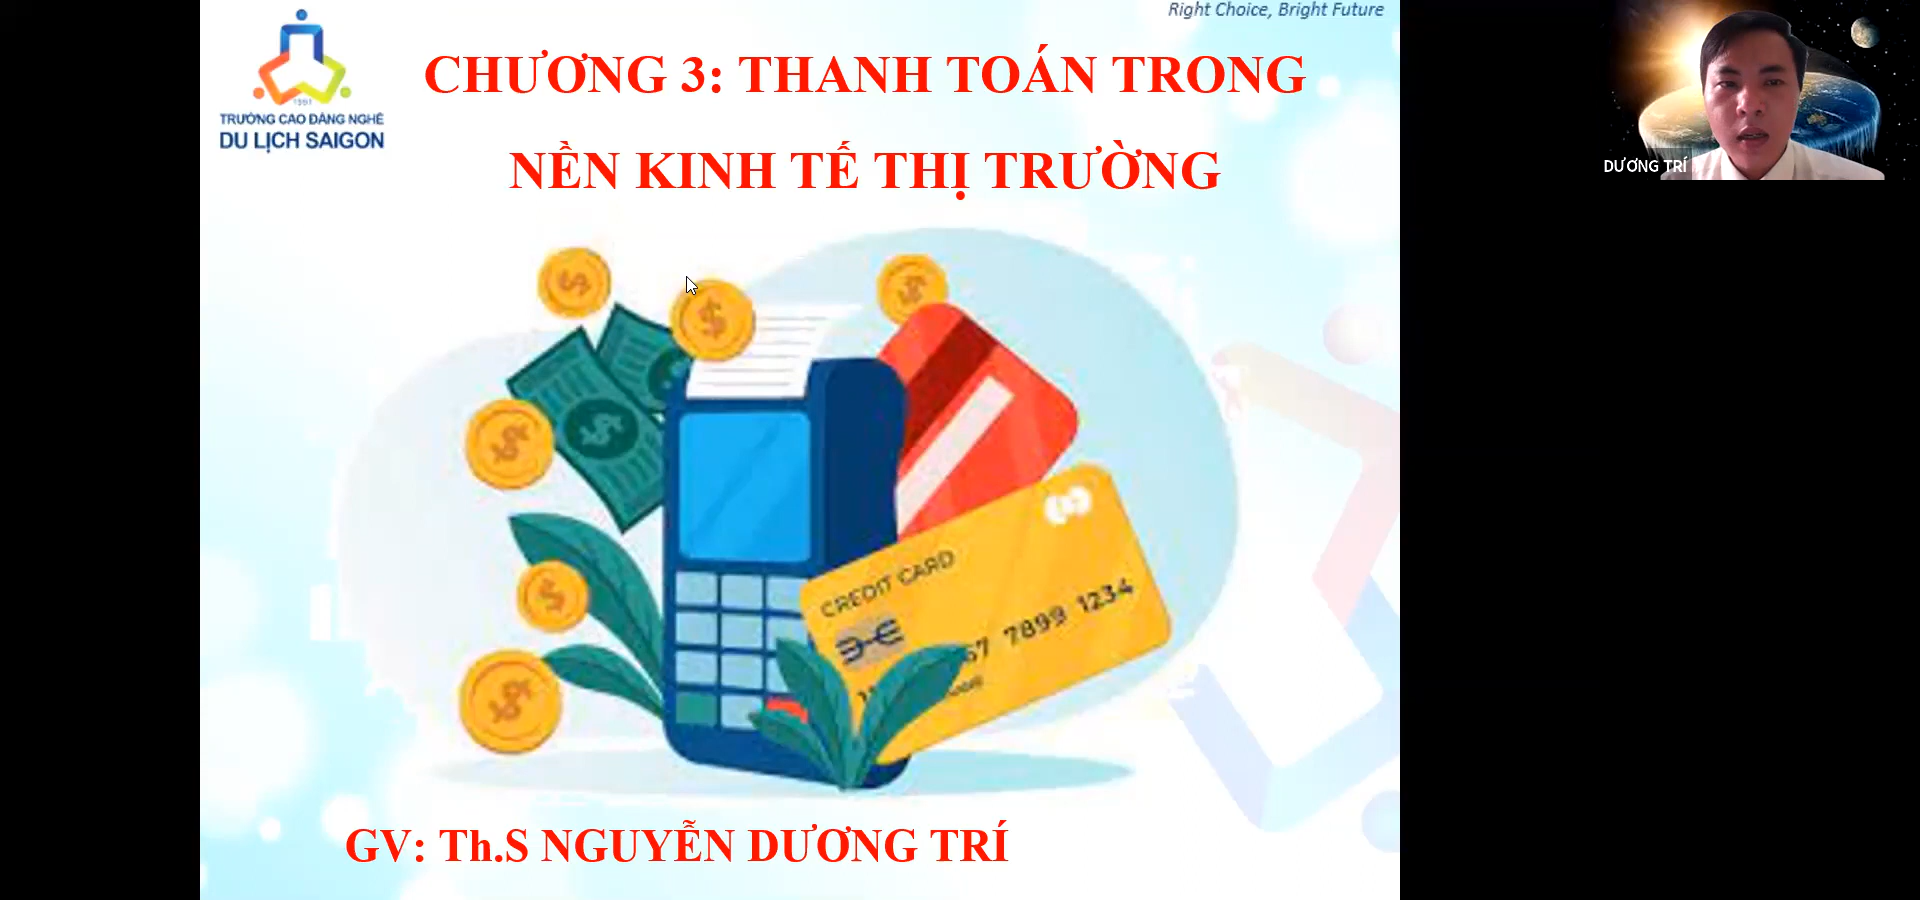 Right Choice, Bright Future
1991
TRƯỜNG CAO ĐẲNG NGHỀ
DU LỊCH SAIGON
CHƯƠNG 3: THANH TOÁN TRONG
NỀN KINH TẾ THỊ TRƯỜNG
DƯƠNG TRÍ
CREDIT CARD
7899 1234
GV: Th.S NGUYỄN DƯƠNG TRÍ